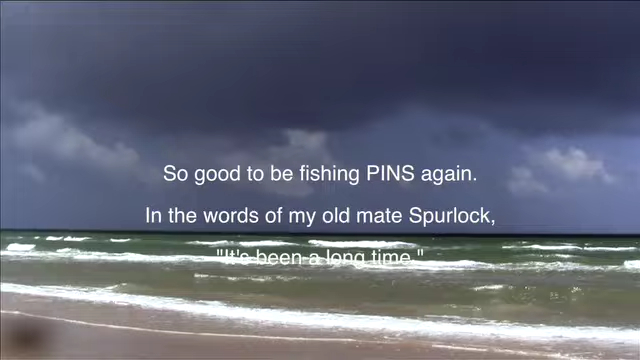 So good to be fishing PINS again.
In the words of my old mate Spurlock,
"It's been a long time."